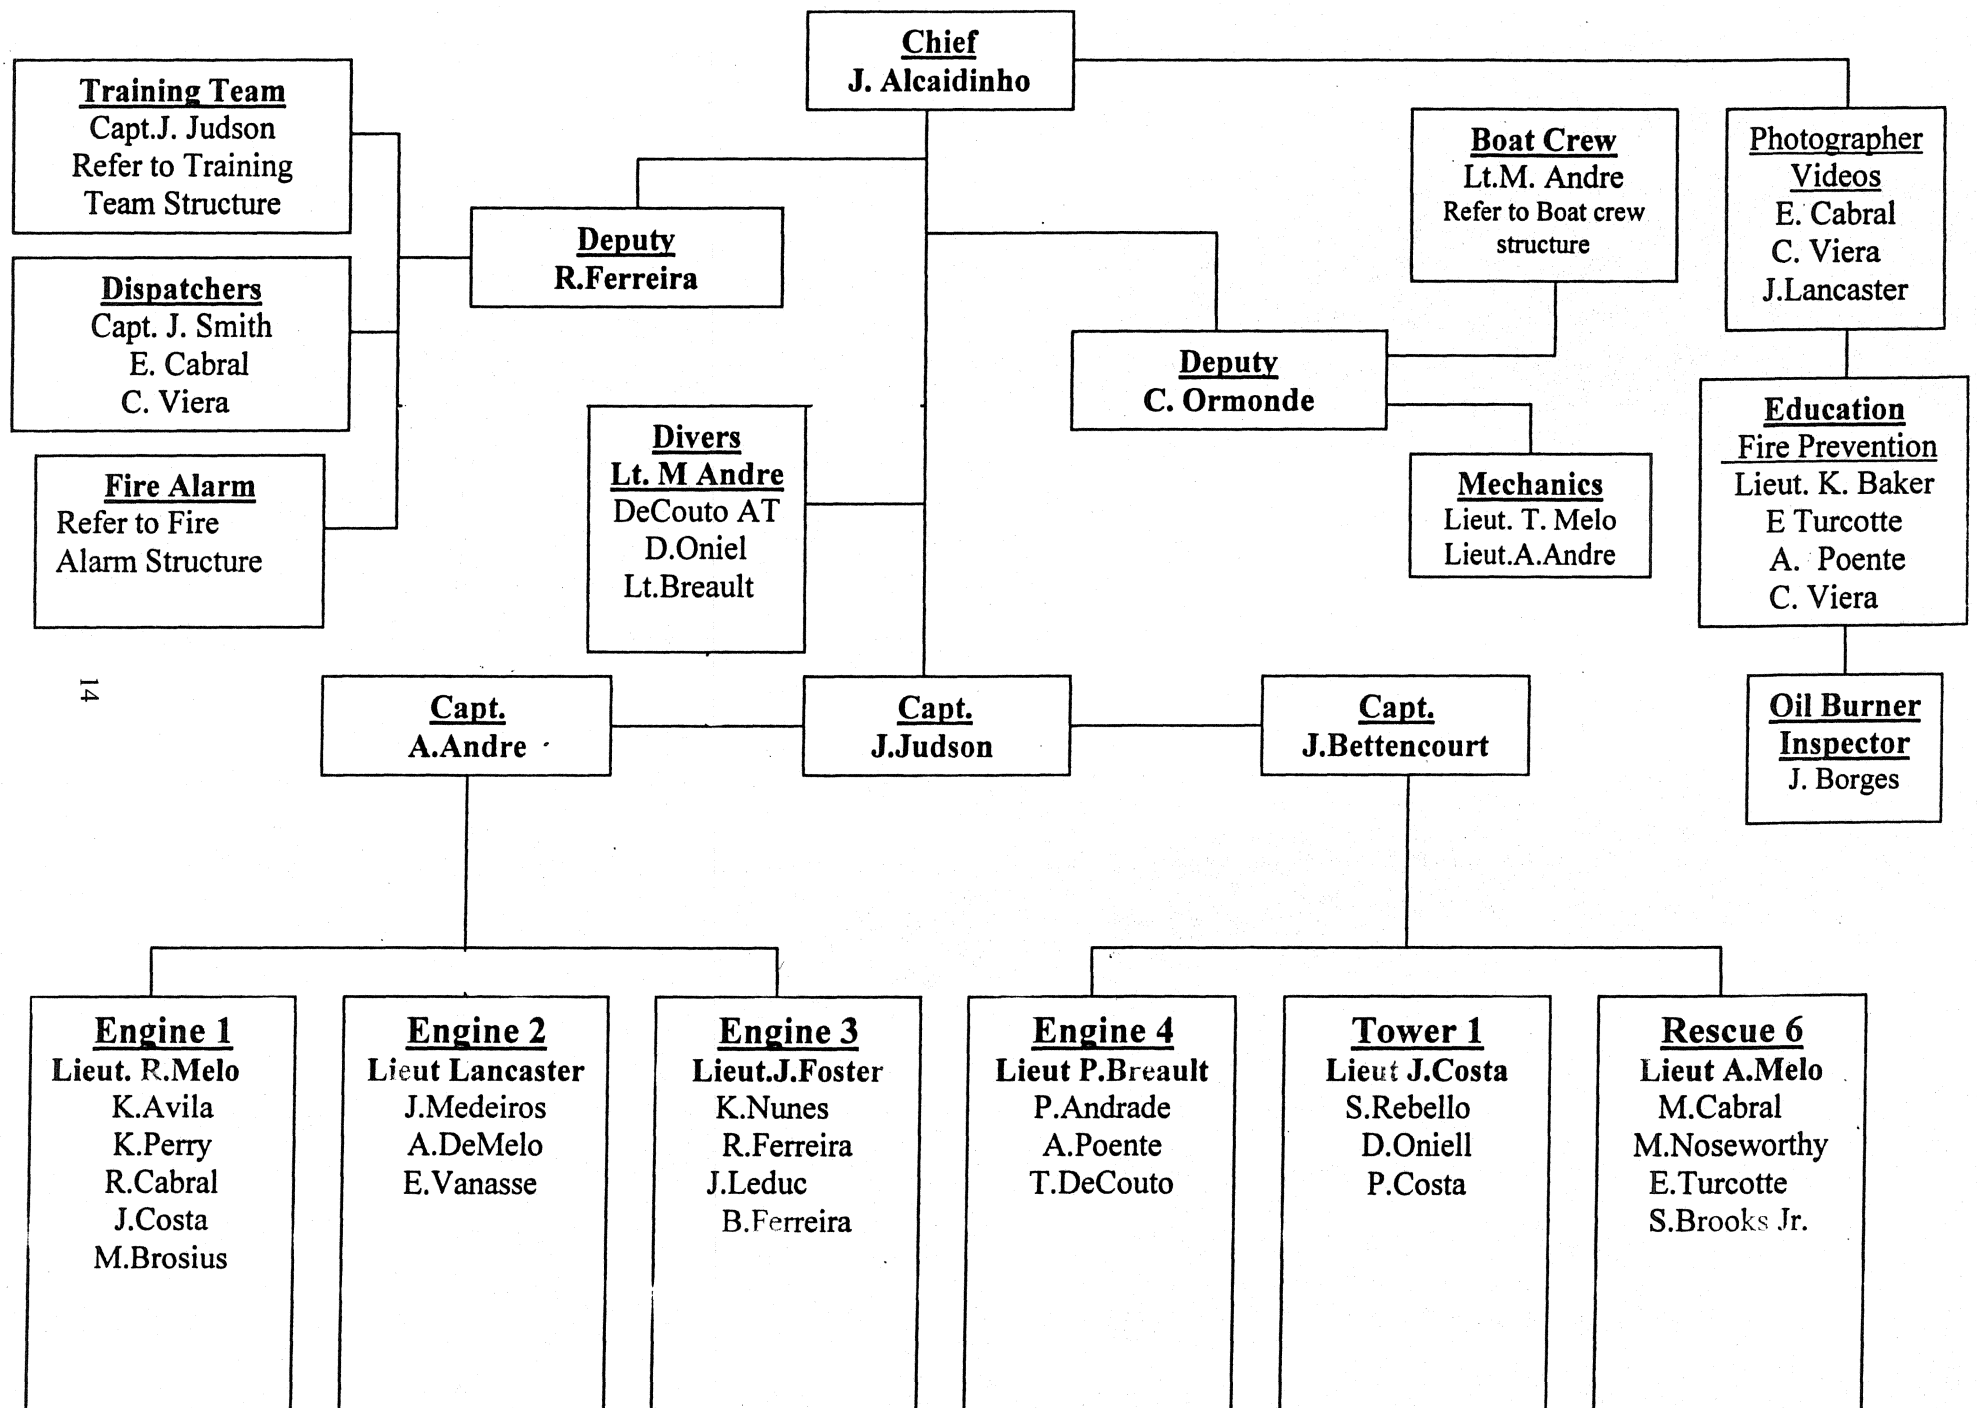 Chief
J. Alcaidinho
Training Team
Capt.J. Judson
Refer to Training
Team Structure
Dispatchers
Capt. J. Smith
E. Cabral
C. Viera
Fire Alarm
Refer to Fire
Alarm Structure
Deputy
R.Ferreira
Divers
Lt. M Andre
DeCouto AT
D.Oniel
Lt.Breault
Deputy
C. Ormonde
Boat Crew
Lt.M. Andre
Refer to Boat crew
structure
Mechanics
Lieut. T. Melo
Lieut.A.Andre
Photographer
Videos
E. Cabral
C. Viera
J.Lancaster
Education
Fire Prevention
Lieut. K. Baker
E Turcotte
A. Poente
C. Viera
Oil Burner
Inspector
J. Borges
14
Capt.
A.Andre
Capt.
J.Judson
Capt.
J.Bettencourt
Engine 1
Lieut. R.Melo
K.Avila
K.Perry
R.Cabral
J.Costa
M.Brosius
Engine 2
Lieut Lancaster
J.Medeiros
A.DeMelo
E.Vanasse
Engine 3
Lieut.J.Foster
K.Nunes
R.Ferreira
J.Leduc
B.Ferreira
Engine 4
Lieut P.Breault
P.Andrade
A.Poente
T.DeCouto
Tower 1
Lieut J.Costa
S.Rebello
D.Oniell
P.Costa
Rescue 6
Lieut A.Melo
M.Cabral
M.Noseworthy
E.Turcotte
S.Brooks Jr.